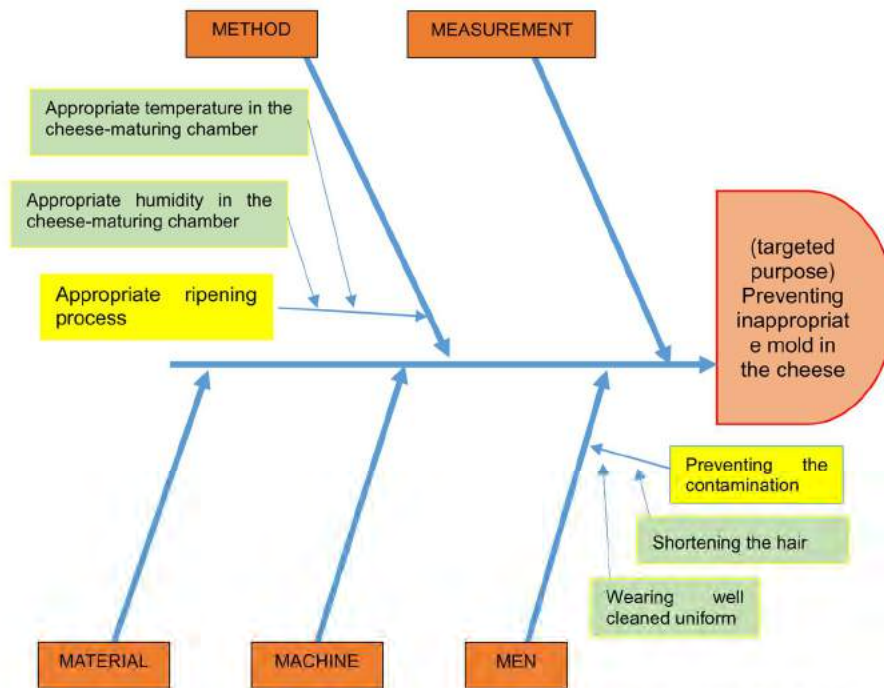 METHOD
MEASUREMENT
Appropriate temperature in the
cheese-maturing chamber
Appropriate humidity in the
cheese-maturing chamber
Appropriate ripening
process
(targeted
purpose)
Preventing
inappropriat
e mold in
the cheese
Preventing the
contamination
Shortening the hair
Wearing well
cleaned uniform
MATERIAL
MACHINE
MEN